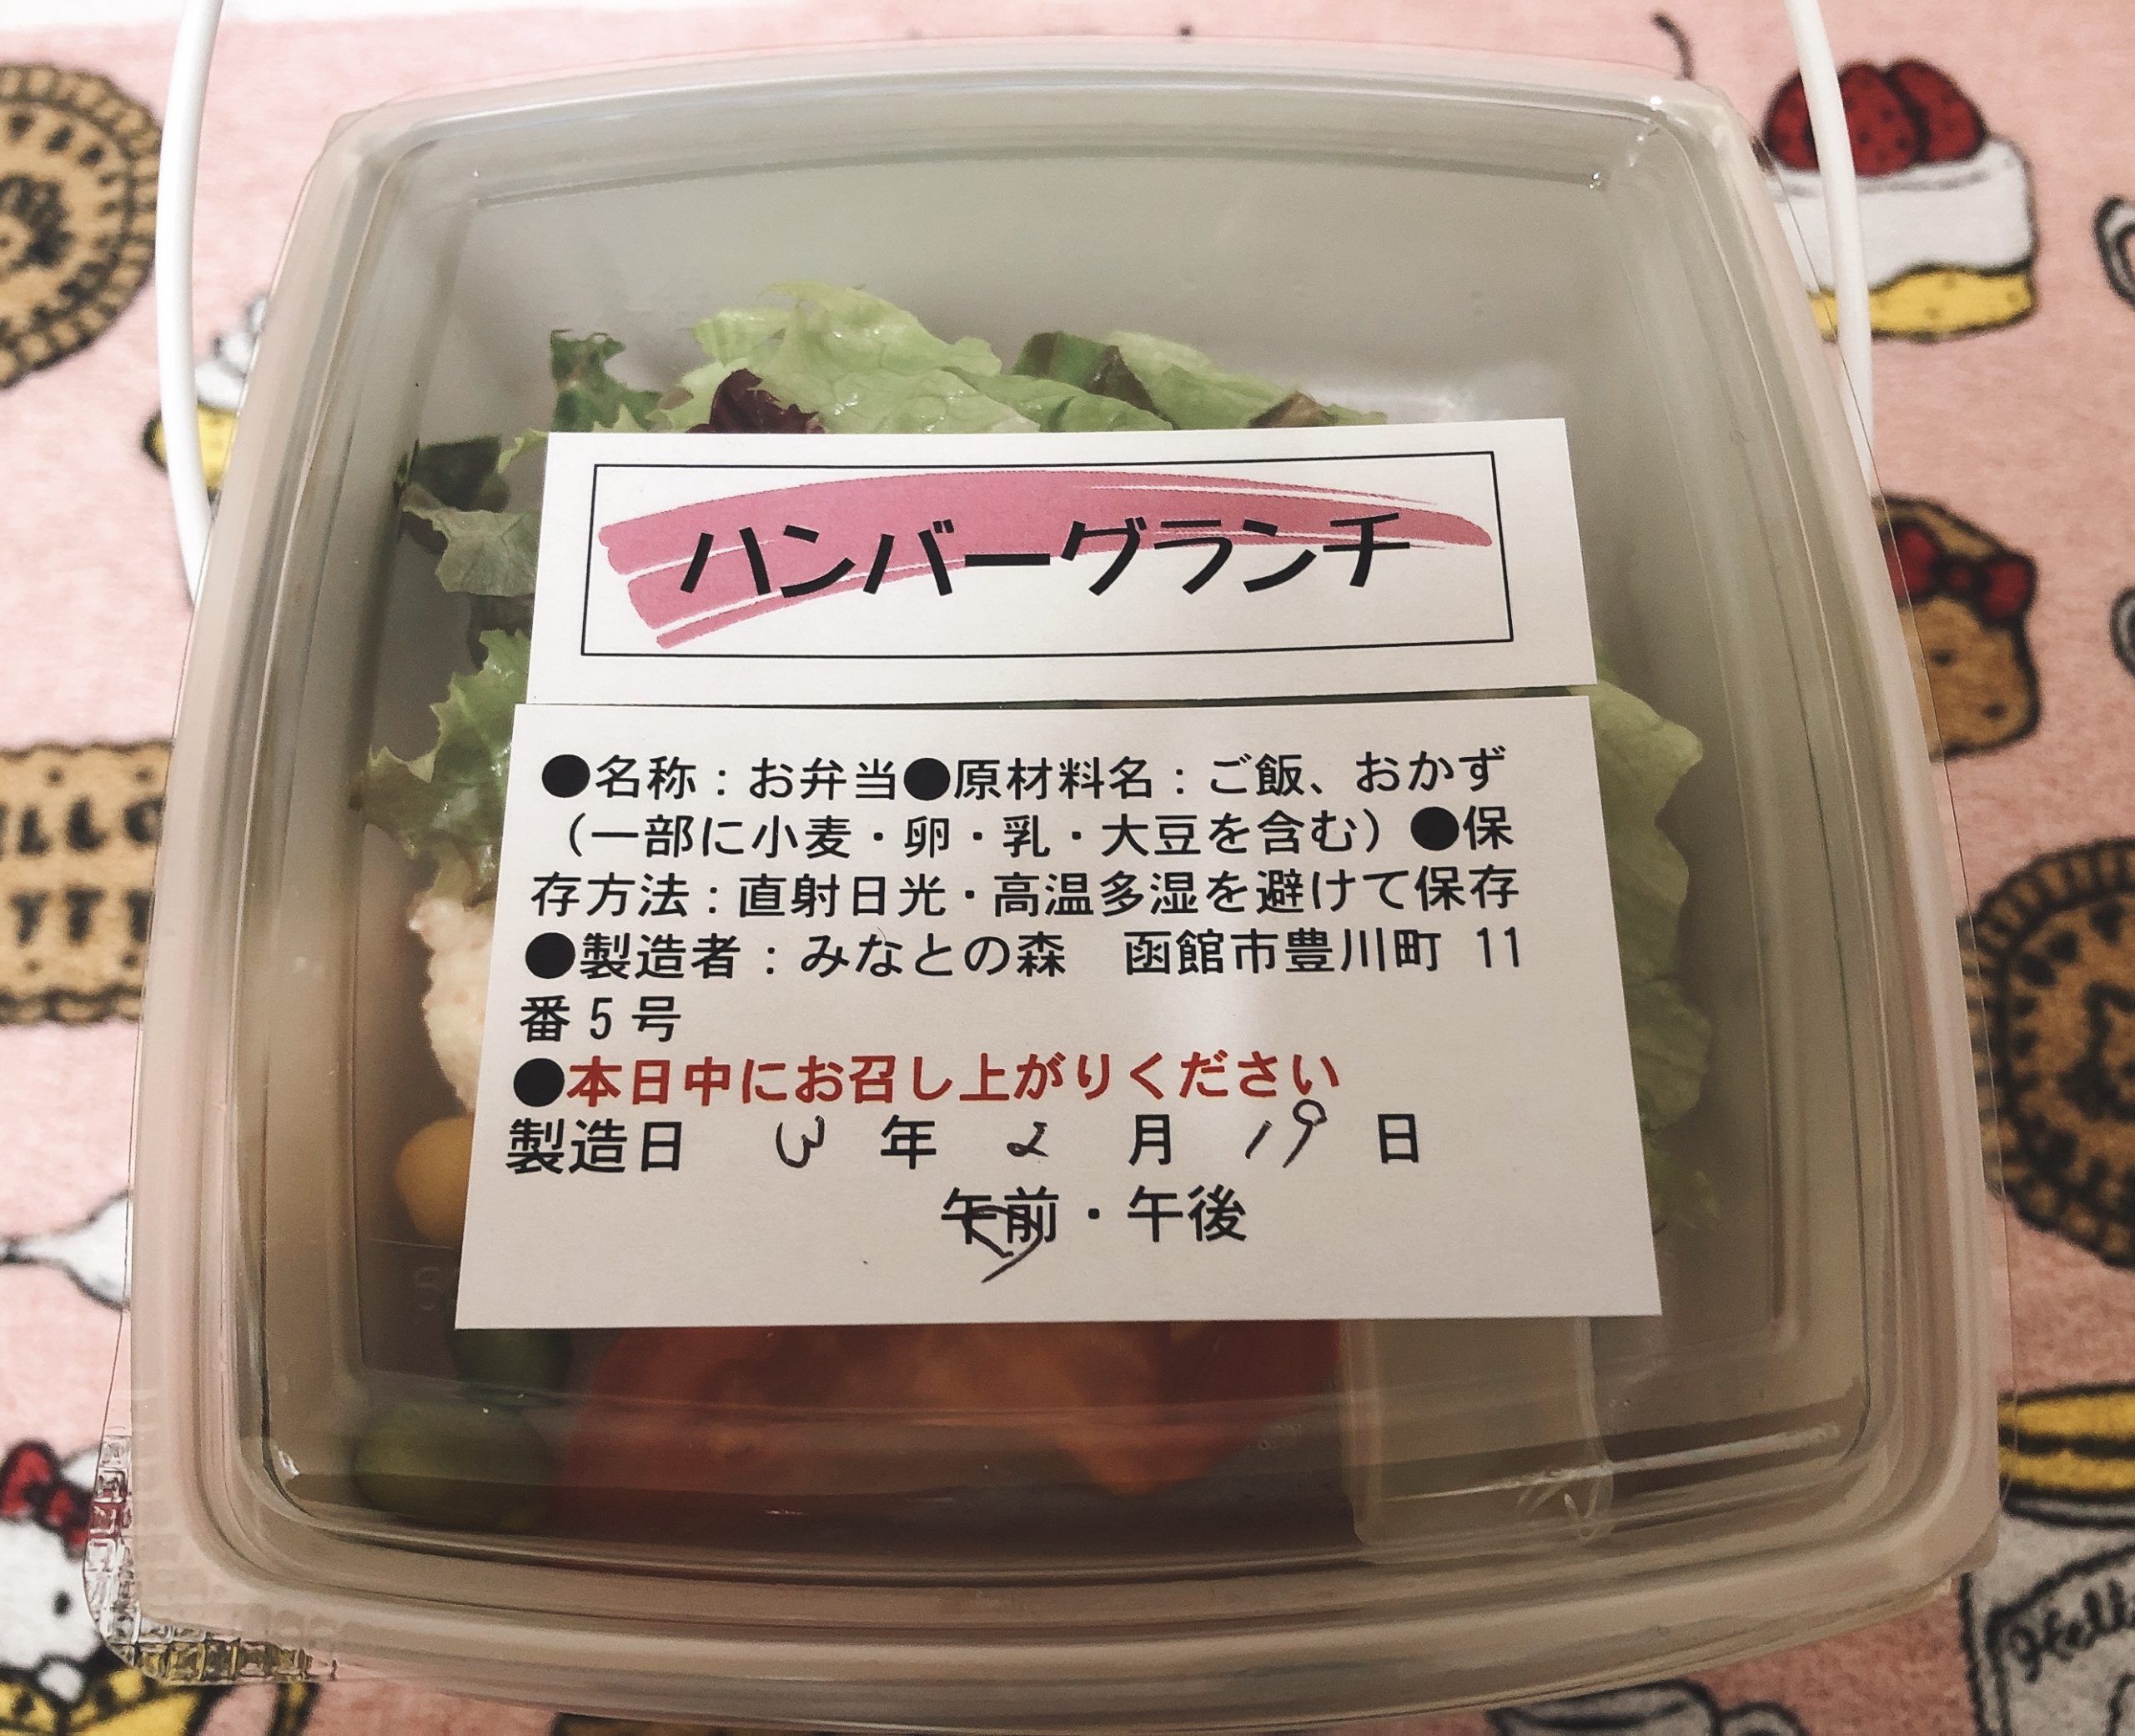 ハンバーグランチ
●名称：お弁当●原材料名：ご飯、おかず
（一部に小麦・卵・乳・大豆を含む）●保
存方法：直射日光・高温多湿を避けて保存
●製造者：みなとの森　函館市豊川町 11
番 5 号
●本日中にお召し上がりください
製造日 3 年 2 月 19 日
午前・午後
Hello